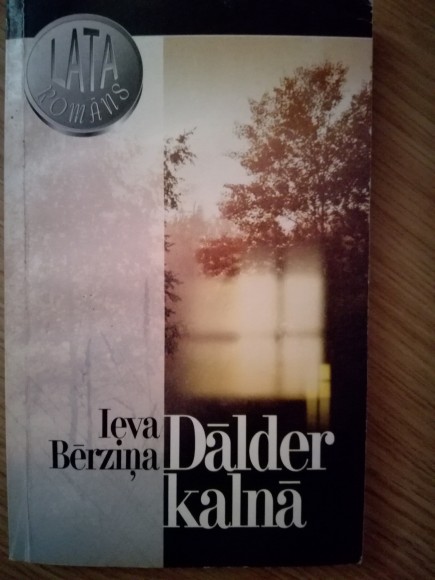 LATA
ROMĀNS
Ieva
Bērziņa
Dālder
kalnā